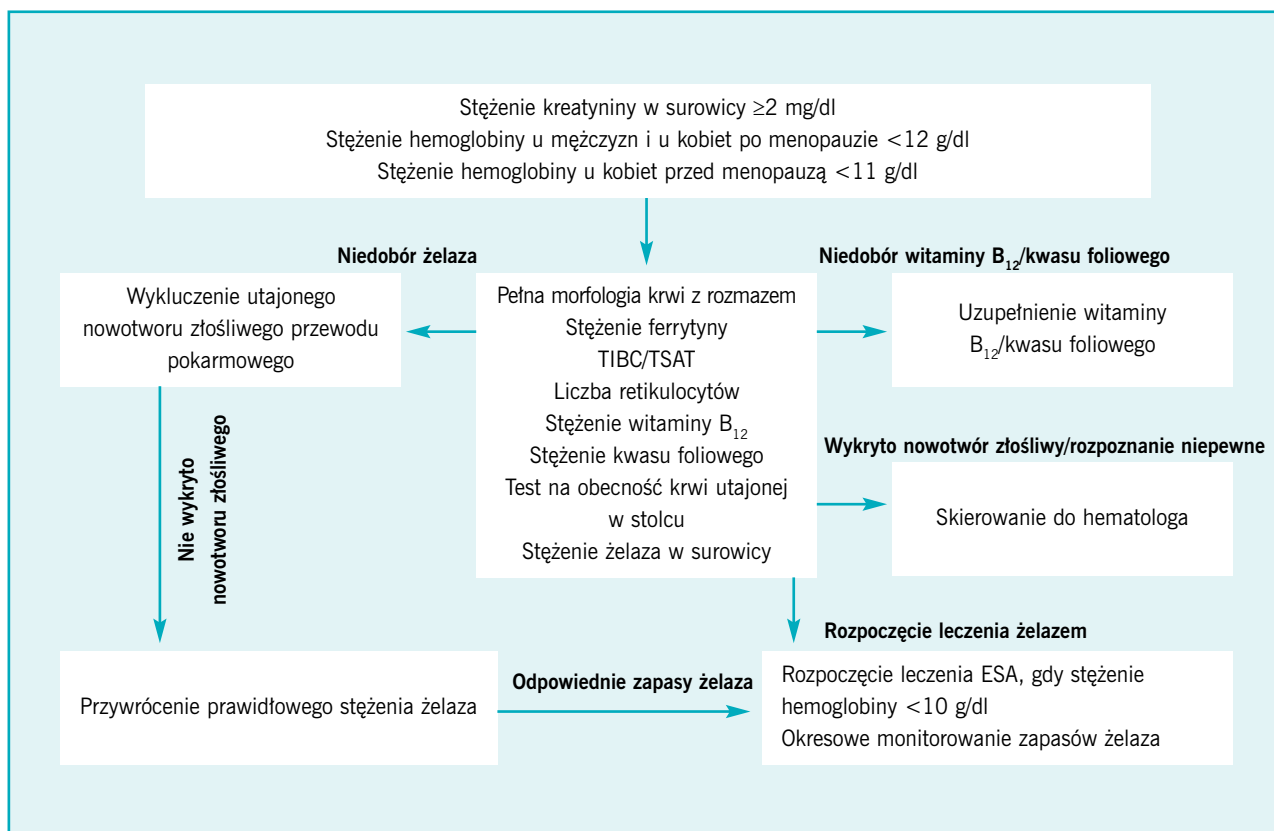 Stężenie kreatyniny w surowicy ≥2 mg/dl
Stężenie hemoglobiny u mężczyzn i u kobiet po menopauzie <12 g/dl
Stężenie hemoglobiny u kobiet przed menopauzą <11 g/dl
Niedobór żelaza
Niedobór witaminy B₁₂/kwasu foliowego
Wykluczenie utajonego
nowotworu złośliwego przewodu
pokarmowego
Pełna morfologia krwi z rozmazem
Stężenie ferrytyny
TIBC/TSAT
Liczba retikulocytów
Stężenie witaminy B₁₂
Stężenie kwasu foliowego
Test na obecność krwi utajonej
w stolcu
Stężenie żelaza w surowicy
Uzupełnienie witaminy
B₁₂/kwasu foliowego
Wykryto nowotwór złośliwy/rozpoznanie niepewne
Skierowanie do hematologa
Nie wykryto
nowotworu złośliwego
Rozpoczęcie leczenia żelazem
Przywrócenie prawidłowego stężenia żelaza
Odpowiednie zapasy żelaza
Rozpoczęcie leczenia ESA, gdy stężenie
hemoglobiny <10 g/dl
Okresowe monitorowanie zapasów żelaza